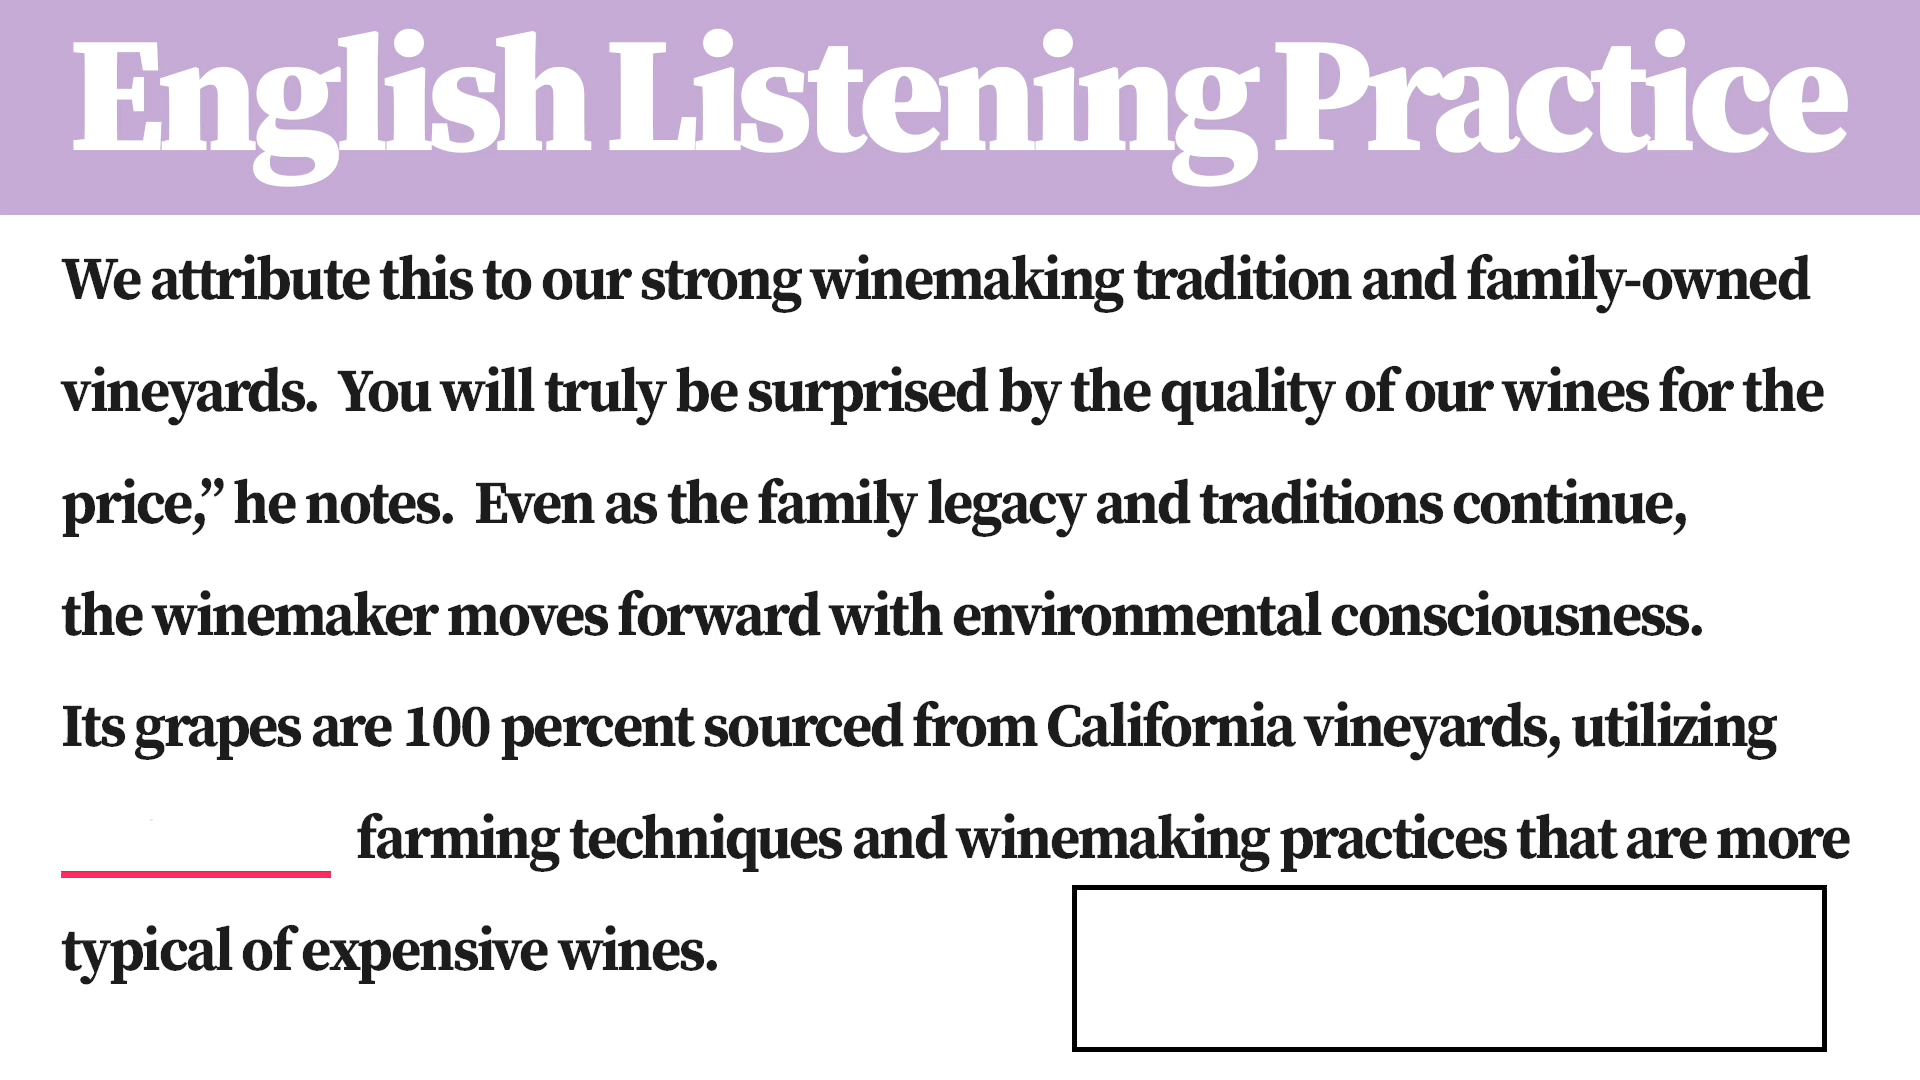 English Listening Practice
We attribute this to our strong winemaking tradition and family-owned
vineyards. You will truly be surprised by the quality of our wines for the
price,” he notes. Even as the family legacy and traditions continue,
the winemaker moves forward with environmental consciousness.
Its grapes are 100 percent sourced from California vineyards, utilizing
farming techniques and winemaking practices that are more
typical of expensive wines.